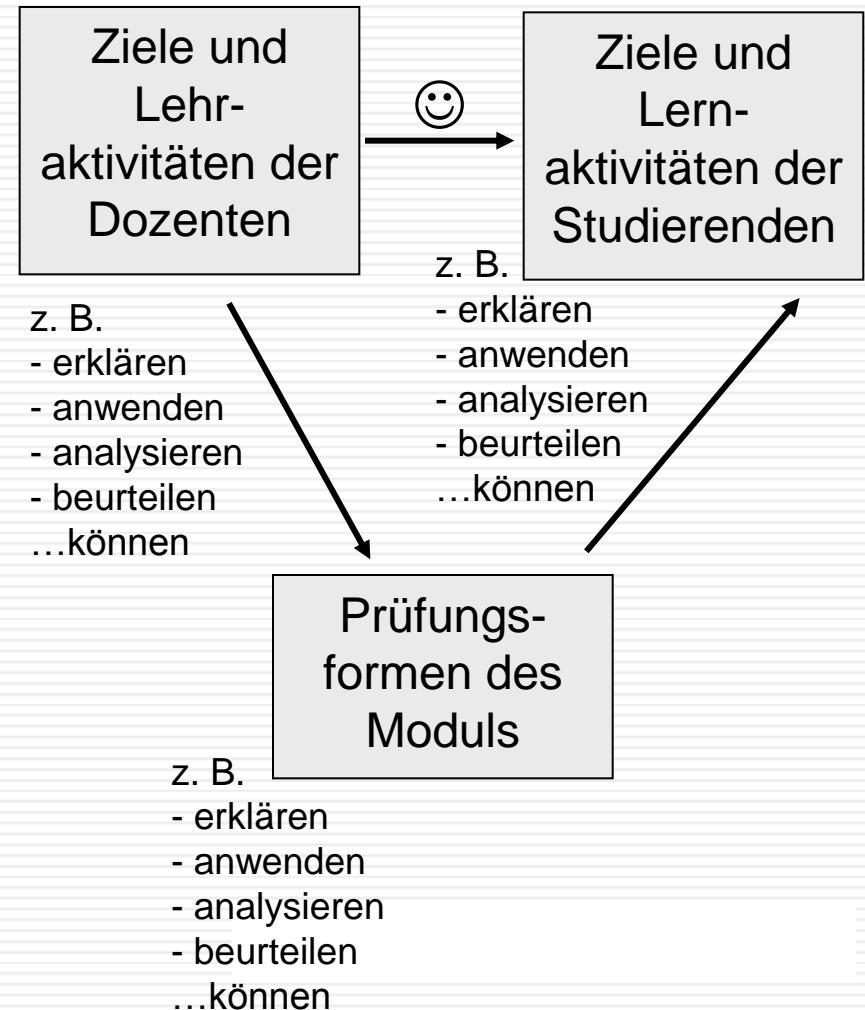 Ziele und
Lehr-
aktivitäten der
Dozenten
Ziele und
Lern-
aktivitäten der
Studierenden
z. B.
- erklären
- anwenden
- analysieren
- beurteilen
…können
z. B.
- erklären
- anwenden
- analysieren
- beurteilen
…können
Prüfungs-
formen des
Moduls
z. B.
- erklären
- anwenden
- analysieren
- beurteilen
…können